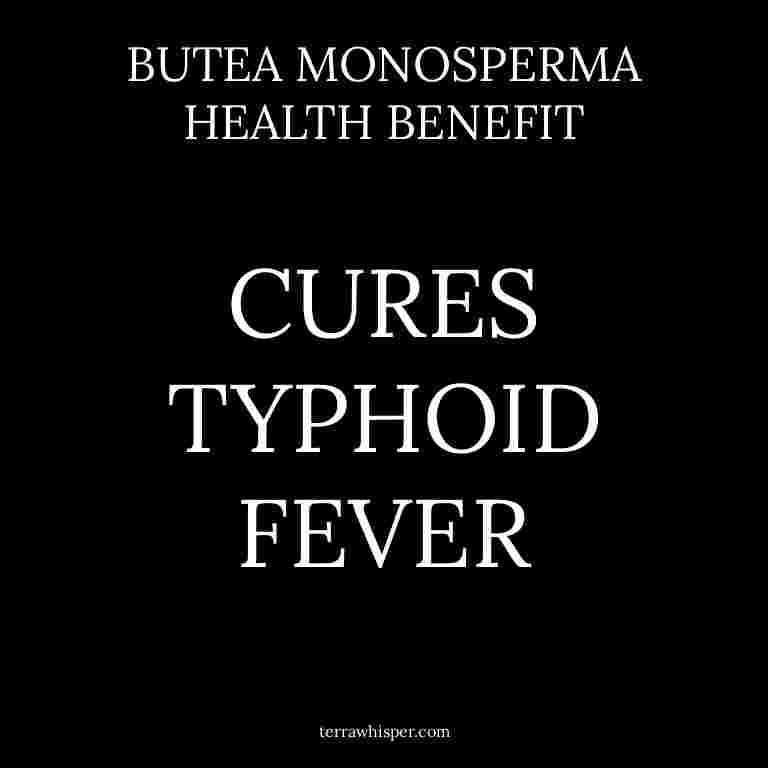 BUTEA MONOSPERMA
HEALTH BENEFIT
CURES
TYPHOID
FEVER
terrawhisper.com